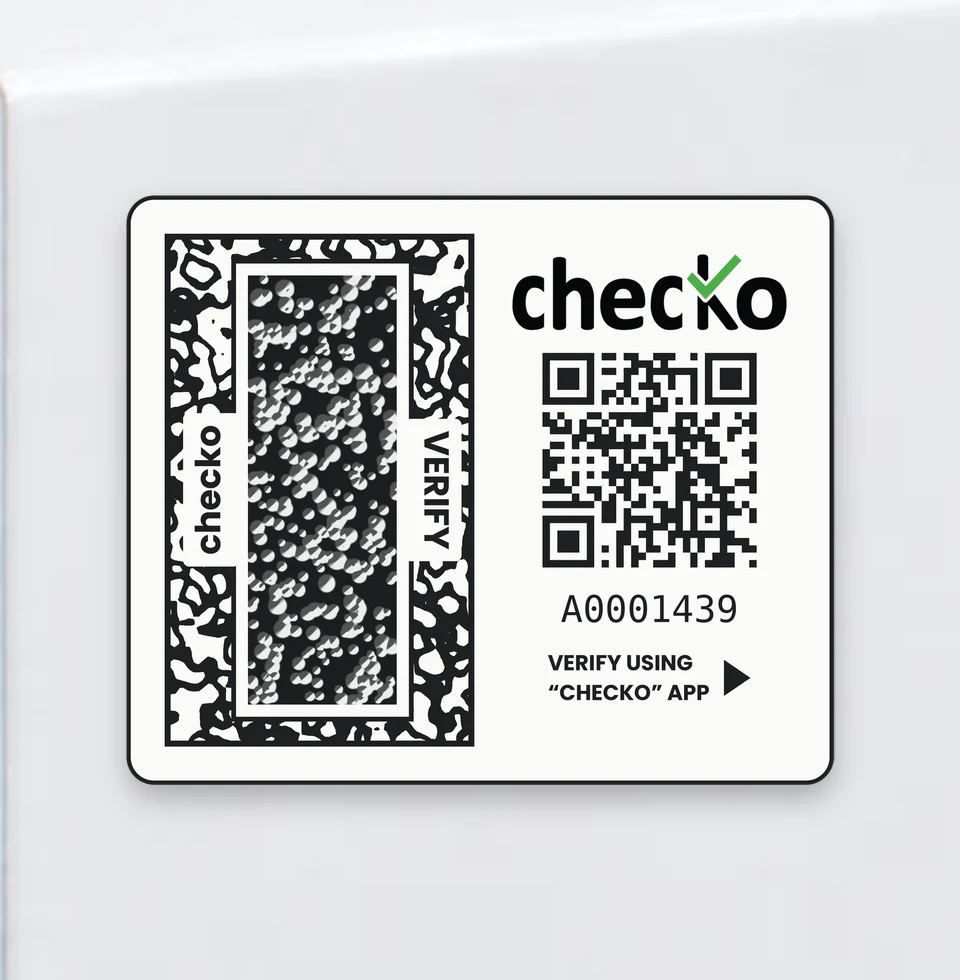 checko
VERIFY
checko
A0001439
VERIFY USING
“CHECKO” APP